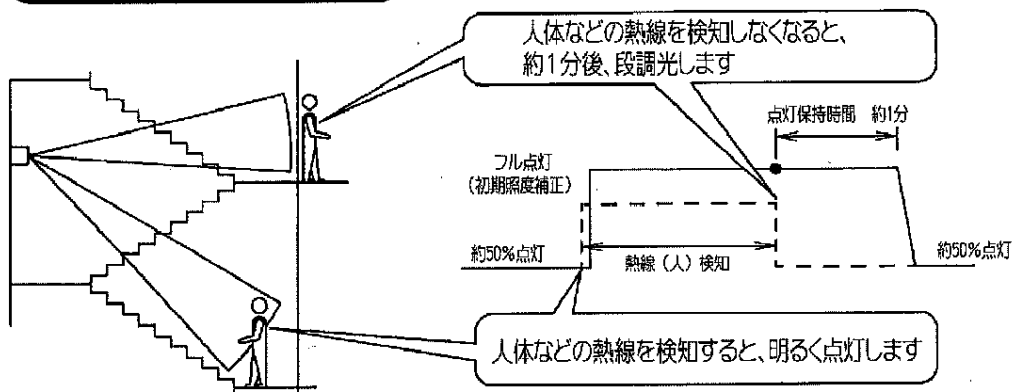 人体などの熱線を検知しなくなると、
約1分後、段調光します
点灯保持時間 約1分
フル点灯
(初期照度補正)
約50%点灯
熱線(人)検知
約50%点灯
人体などの熱線を検知すると、明るく点灯します